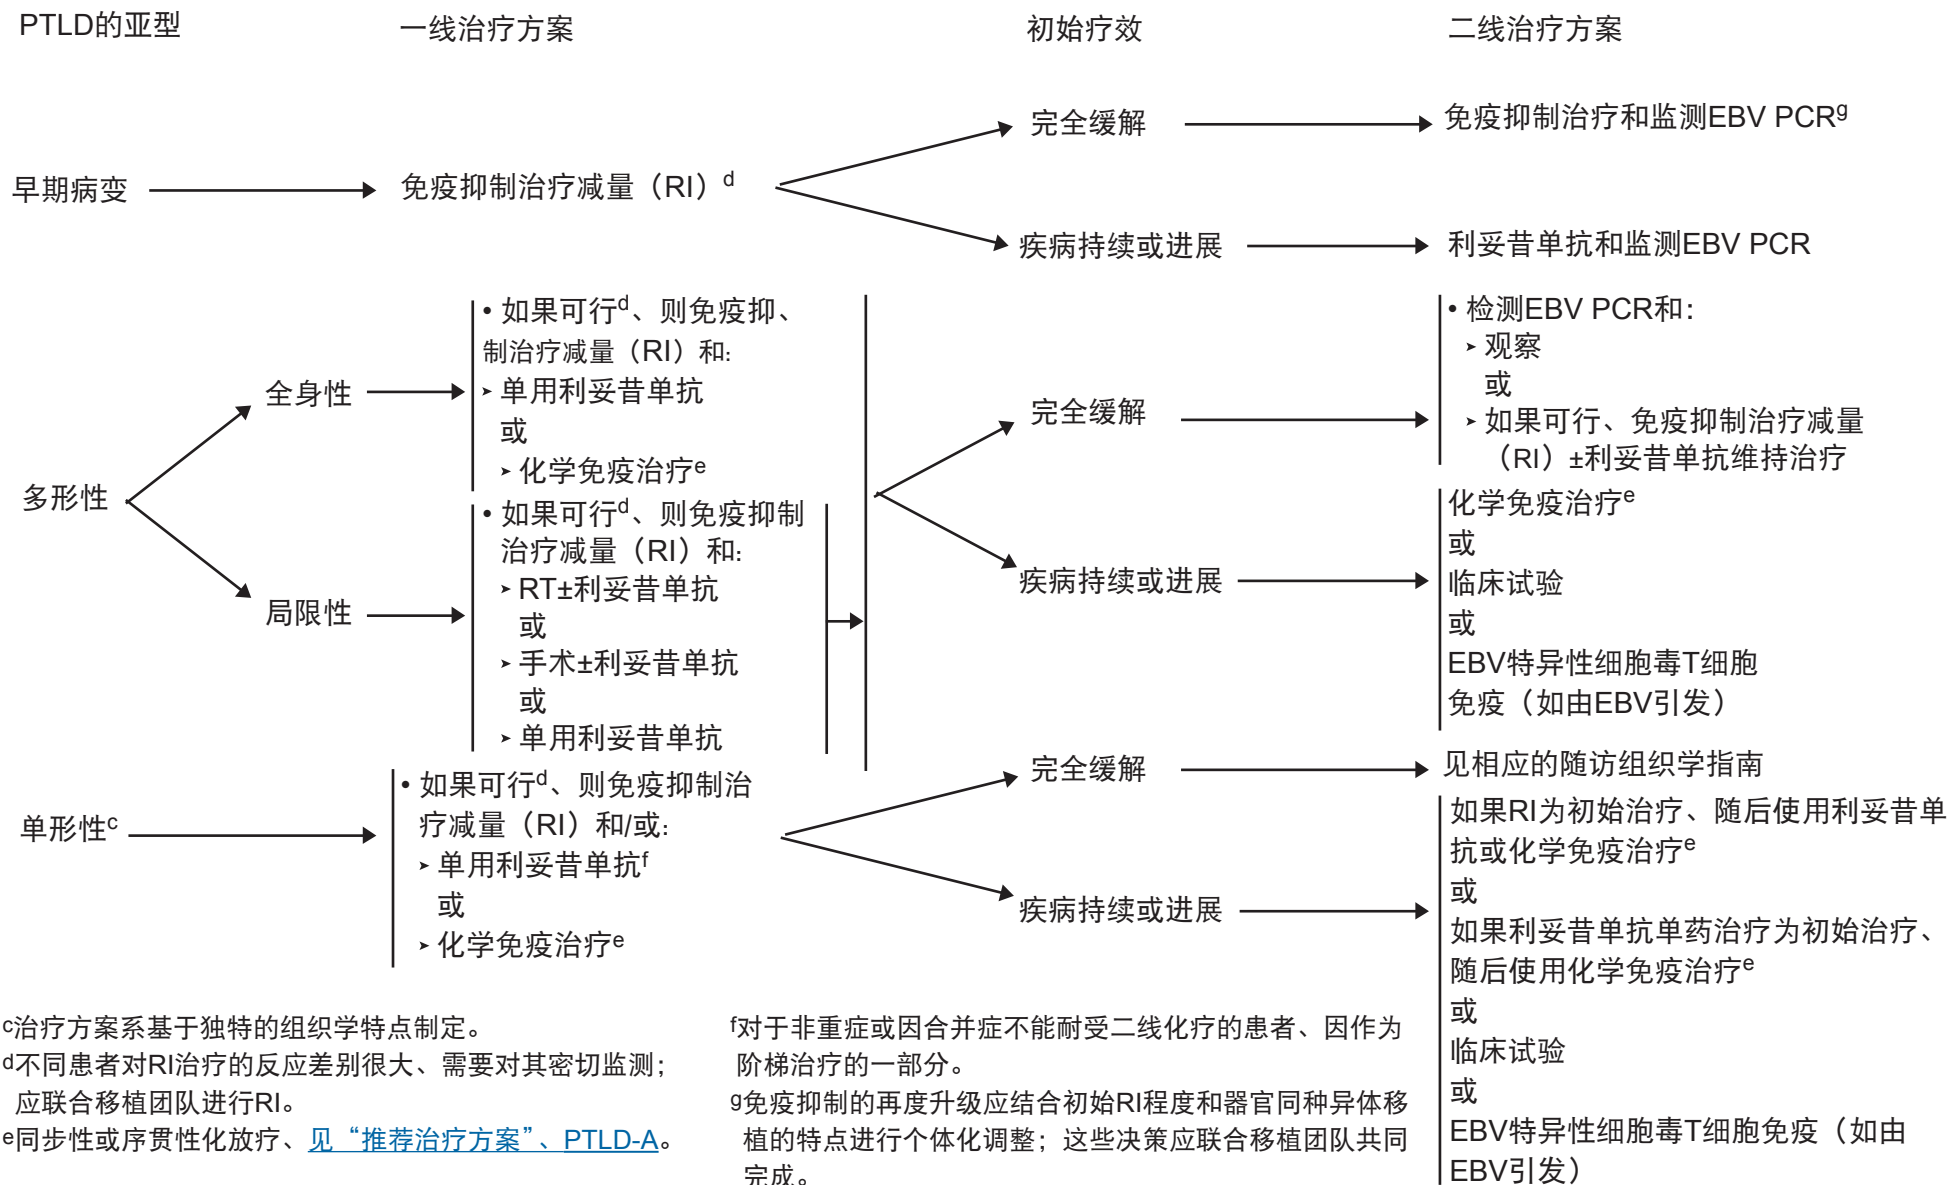 PTLD的亚型
一线治疗方案
初始疗效
二线治疗方案
早期病变
免疫抑制治疗减量（RI）d
完全缓解
免疫抑制治疗和监测EBV PCRg
疾病持续或进展
利妥昔单抗和监测EBV PCR
多形性
全身性
• 如果可行d、则免疫抑、
制治疗减量（RI）和:
➤ 单用利妥昔单抗
或
➤ 化学免疫治疗e
局限性
• 如果可行d、则免疫抑制
治疗减量（RI）和:
➤ RT±利妥昔单抗
或
➤ 手术±利妥昔单抗
或
➤ 单用利妥昔单抗
完全缓解
• 检测EBV PCR和:
➤ 观察
或
➤ 如果可行、免疫抑制治疗减量
（RI）±利妥昔单抗维持治疗
疾病持续或进展
化学免疫治疗e
或
临床试验
或
EBV特异性细胞毒T细胞
免疫（如由EBV引发）
单形性c
• 如果可行d、则免疫抑制治
疗减量（RI）和/或:
➤ 单用利妥昔单抗f
或
➤ 化学免疫治疗e
完全缓解
见相应的随访组织学指南
疾病持续或进展
如果RI为初始治疗、随后使用利妥昔单
抗或化学免疫治疗e
或
如果利妥昔单抗单药治疗为初始治疗、
随后使用化学免疫治疗e
或
临床试验
或
EBV特异性细胞毒T细胞免疫（如由
EBV引发）
c治疗方案系基于独特的组织学特点制定。
d不同患者对RI治疗的反应差别很大、需要对其密切监测；
应联合移植团队进行RI。
e同步性或序贯性化放疗、见“推荐治疗方案”、PTLD-A。
f对于非重症或因合并症不能耐受二线化疗的患者、因作为
阶梯治疗的一部分。
g免疫抑制的再度升级应结合初始RI程度和器官同种异体移
植的特点进行个体化调整；这些决策应联合移植团队共同
完成。